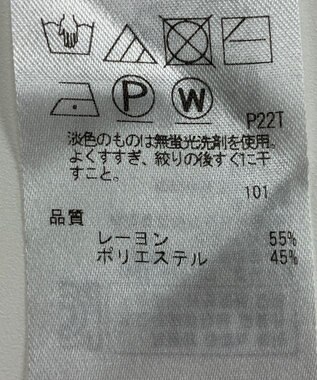 P W P22T
淡色のものは無蛍光洗剤を使用。
よくすすぎ、絞りの後すぐに干
すこと。
101
品質
レーヨン 55%
ポリエステル 45%